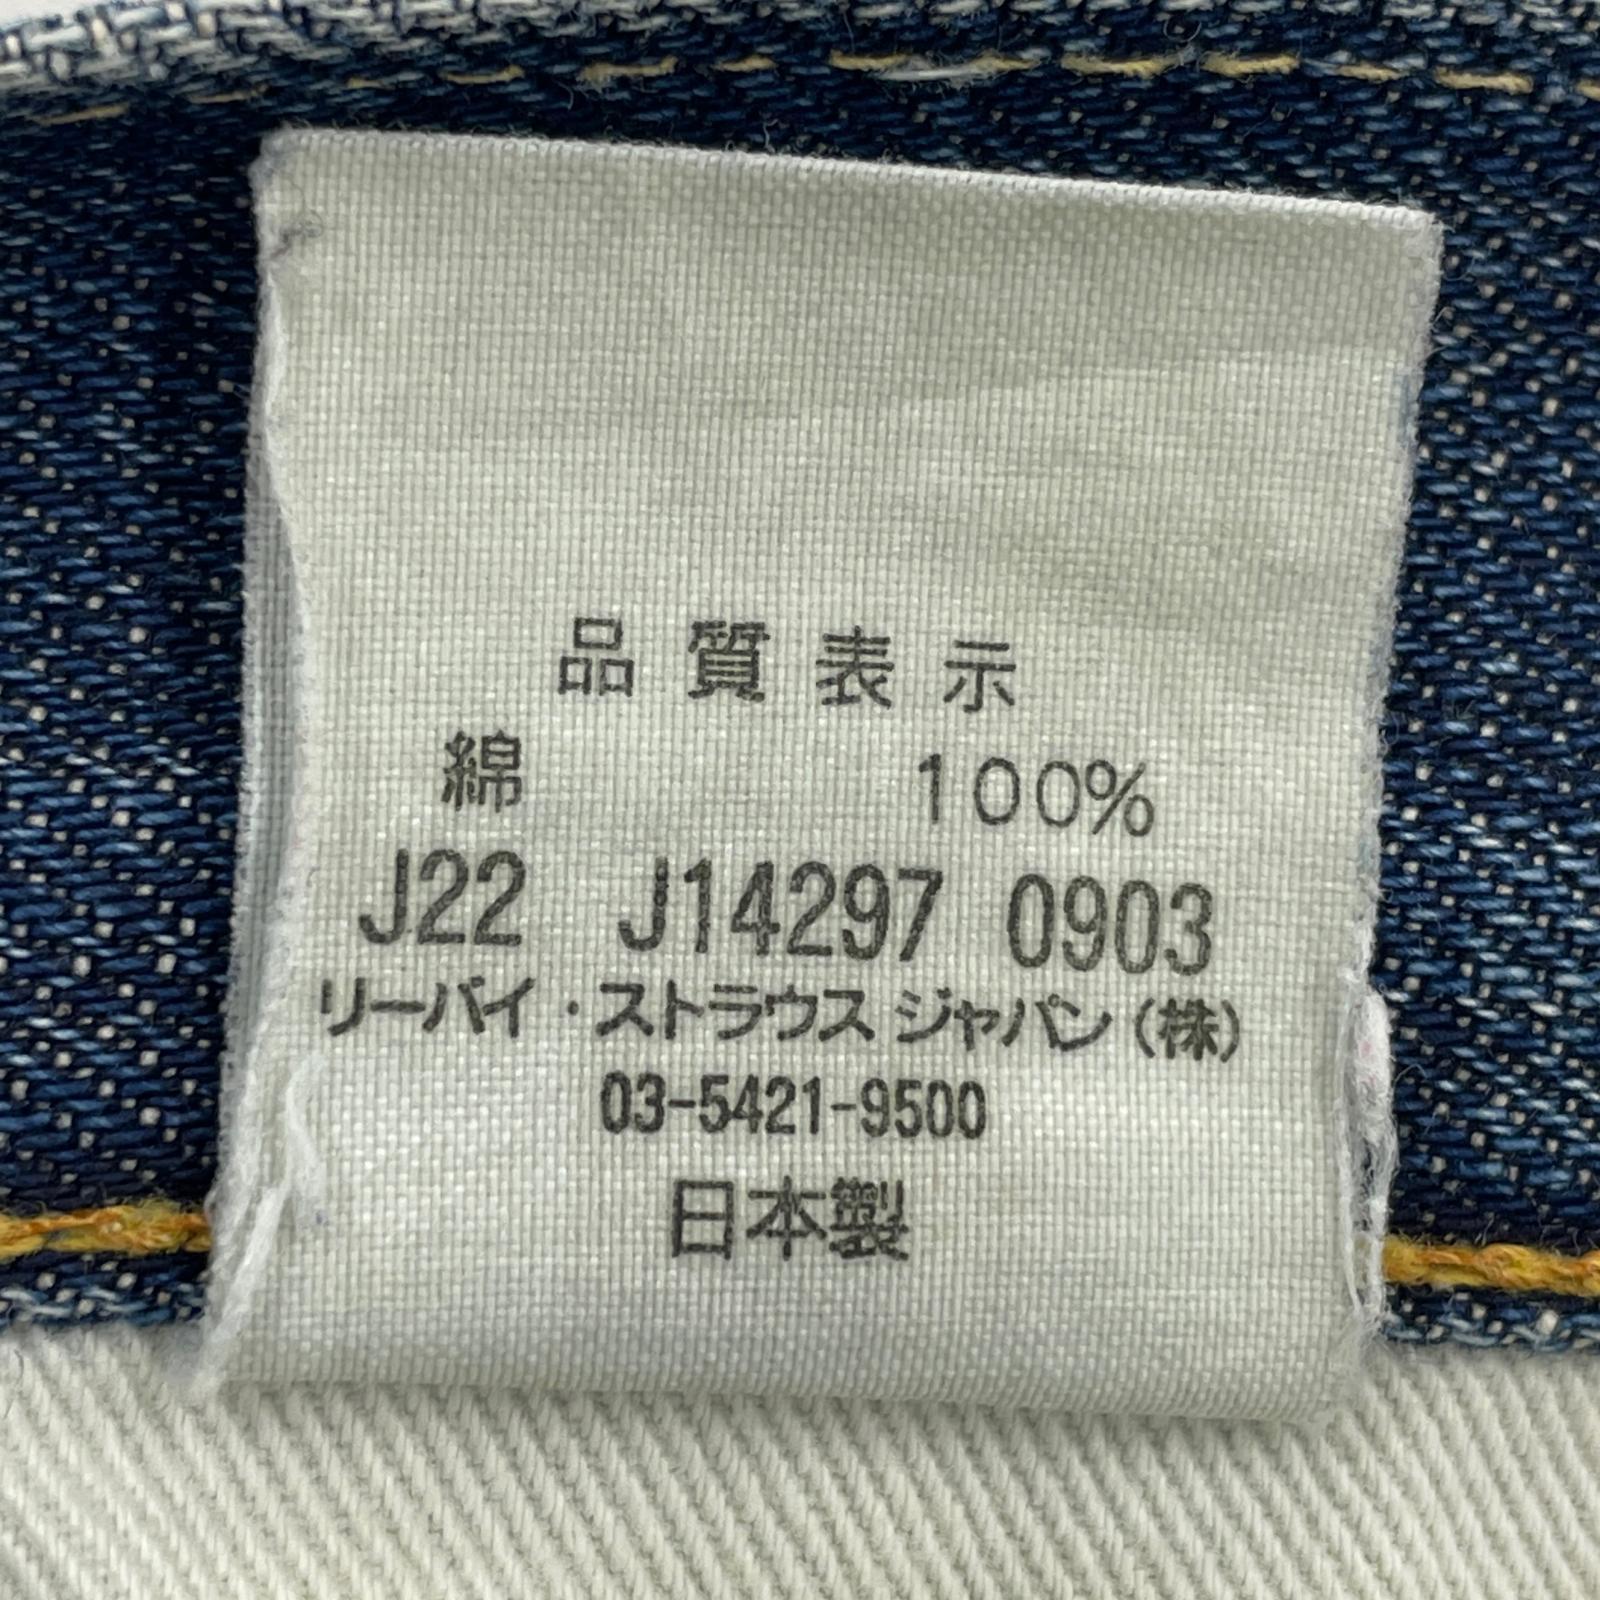 品質表示
綿 100%
J22 J14297 0903
リーバイ・ストラウス ジャパン(株)
03-5421-9500
日本製